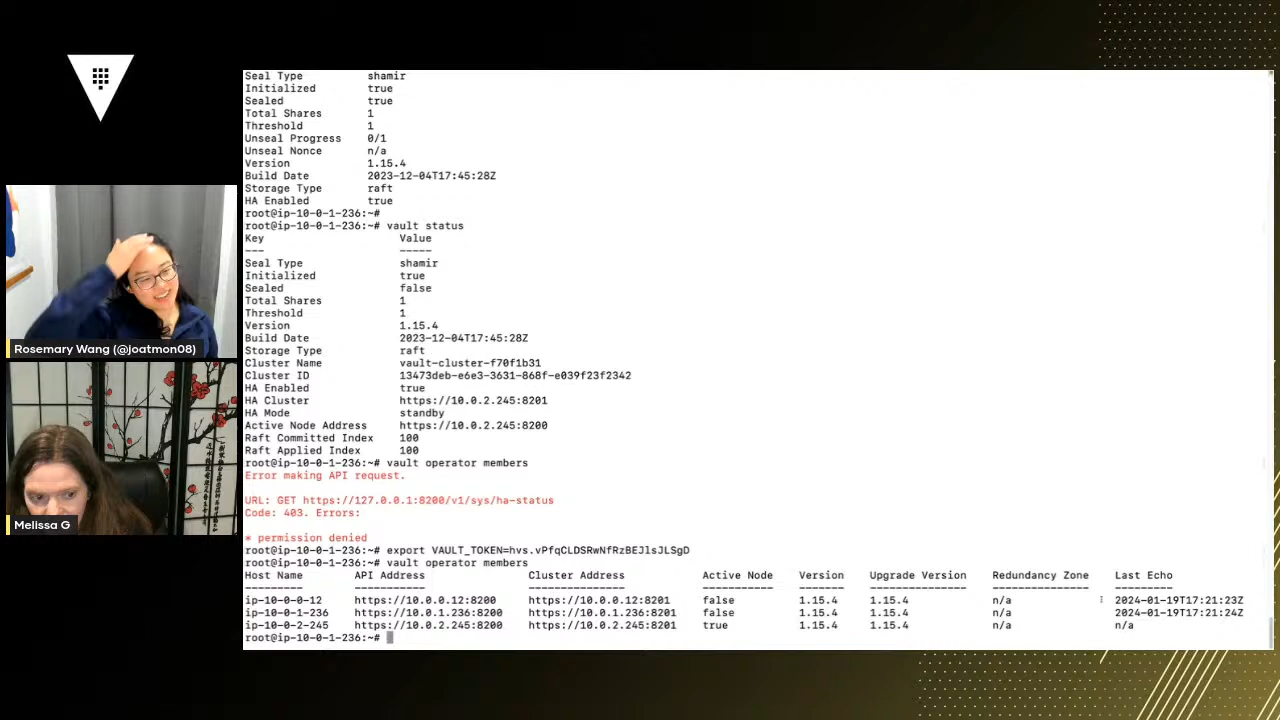 Seal Type shamir
Initialized true
Sealed true
Total Shares 1
Threshold 1
Unseal Progress 0/1
Unseal Nonce n/a
Version 1.15.4
Build Date 2023-12-04T17:45:28Z
Storage Type raft
HA Enabled true
root@ip-10-0-1-236:~#
root@ip-10-0-1-236:~# vault status
Key Value
--- -----
Seal Type shamir
Initialized true
Sealed false
Total Shares 1
Threshold 1
Version 1.15.4
Build Date 2023-12-04T17:45:28Z
Storage Type raft
Cluster Name vault-cluster-f70f1b31
Cluster ID 13473deb-e6e3-3631-868f-e039f23f2342
HA Enabled true
HA Cluster https://10.0.2.245:8201
HA Mode standby
Active Node Address https://10.0.2.245:8200
Raft Committed Index 100
Raft Applied Index 100
root@ip-10-0-1-236:~# vault operator members
Error making API request.
URL: GET https://127.0.0.1:8200/v1/sys/ha-status
Code: 403. Errors:
* permission denied
root@ip-10-0-1-236:~# export VAULT_TOKEN=hvs.vPfqCLDSRwNfRzBEJlsJLSgD
root@ip-10-0-1-236:~# vault operator members
Host Name API Address Cluster Address Active Node Version Upgrade Version Redundancy Zone Last Echo
--------- ----------- --------------- ----------- ------- --------------- --------------- ---------
ip-10-0-0-12 https://10.0.0.12:8200 https://10.0.0.12:8201 false 1.15.4 1.15.4 n/a 2024-01-19T17:21:23Z
ip-10-0-1-236 https://10.0.1.236:8200 https://10.0.1.236:8201 false 1.15.4 1.15.4 n/a 2024-01-19T17:21:24Z
ip-10-0-2-245 https://10.0.2.245:8200 https://10.0.2.245:8201 true 1.15.4 1.15.4 n/a n/a
root@ip-10-0-1-236:~#
Rosemary Wang (@joatmon08)
Melissa G